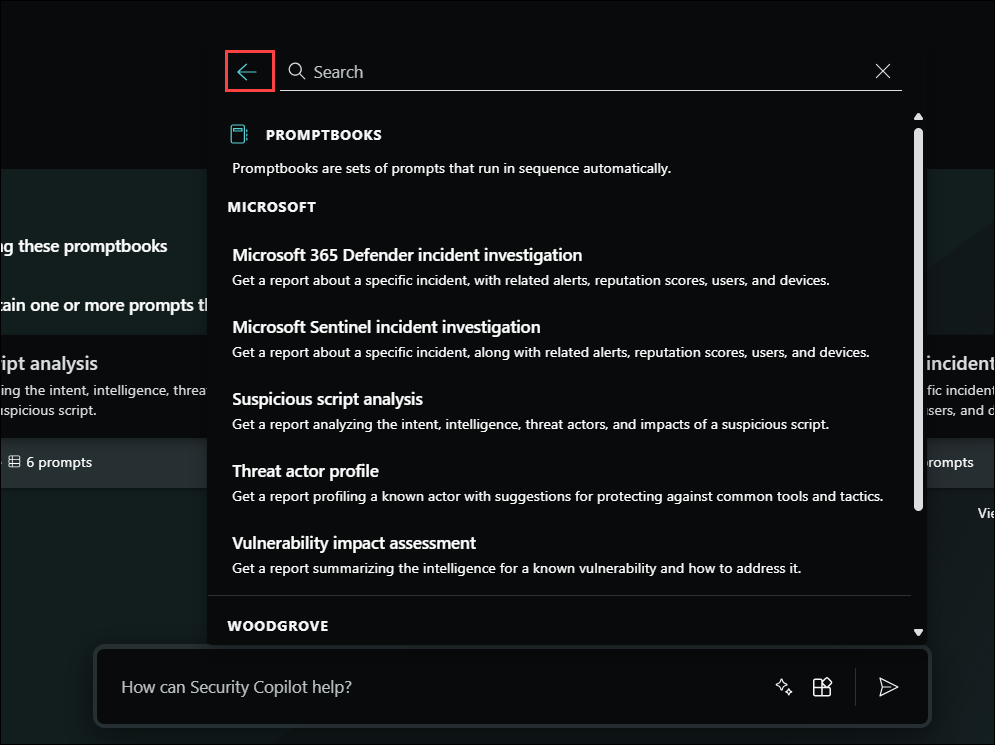 Search
PROMPTBOOKS
Promptbooks are sets of prompts that run in sequence automatically.
MICROSOFT
Microsoft 365 Defender incident investigation
Get a report about a specific incident, with related alerts, reputation scores, users, and devices.
Microsoft Sentinel incident investigation
Get a report about a specific incident, along with related alerts, reputation scores, users, and devices.
Suspicious script analysis
Get a report analyzing the intent, intelligence, threat actors, and impacts of a suspicious script.
Threat actor profile
Get a report profiling a known actor with suggestions for protecting against common tools and tactics.
Vulnerability impact assessment
Get a report summarizing the intelligence for a known vulnerability and how to address it.
WOODGROVE
ng these promptbooks
tain one or more prompts th
ipt analysis
ing the intent, intelligence, threa
uspicious script.
6 prompts
incident
fic incident
users, and d
prompts
Vie
How can Security Copilot help?